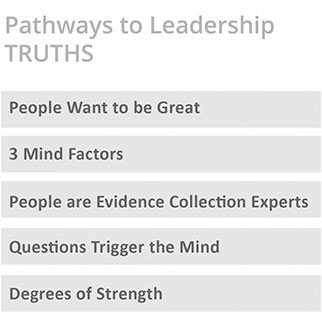 Pathways to Leadership
TRUTHS
People Want to be Great
3 Mind Factors
People are Evidence Collection Experts
Questions Trigger the Mind
Degrees of Strength